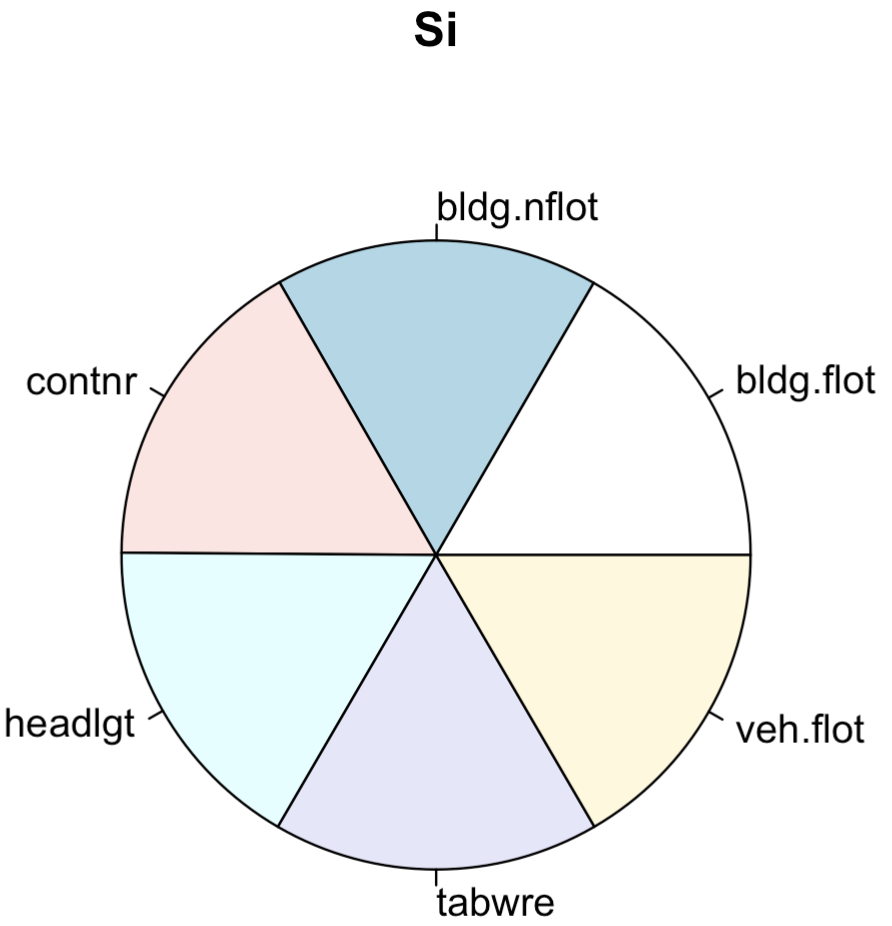 Si
bldg.nflot
contnr
bldg.flot
headlgt
veh.flot
tabwre